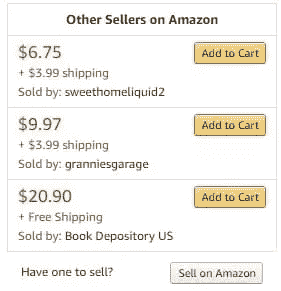 Other Sellers on Amazon
$6.75
Add to Cart
+ $3.99 shipping
Sold by: sweethomeliquid2
$9.97
Add to Cart
+ $3.99 shipping
Sold by: granniesgarage
$20.90
Add to Cart
+ Free Shipping
Sold by: Book Depository US
Have one to sell?
Sell on Amazon